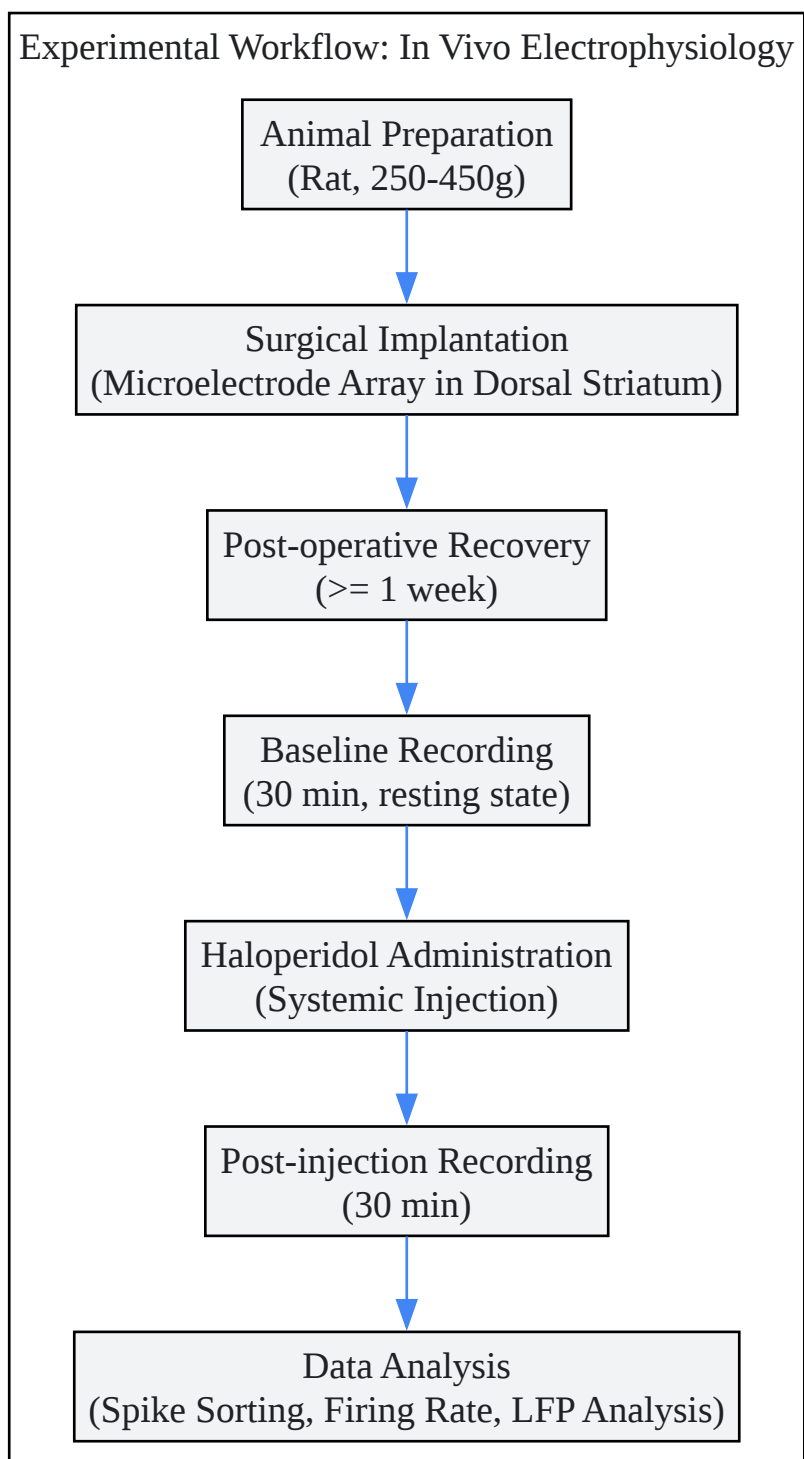 Experimental Workflow: In Vivo Electrophysiology
Animal Preparation
(Rat, 250-450g)
Surgical Implantation
(Microelectrode Array in Dorsal Striatum)
Post-operative Recovery
(>= 1 week)
Baseline Recording
(30 min, resting state)
Haloperidol Administration
(Systemic Injection)
Post-injection Recording
(30 min)
Data Analysis
(Spike Sorting, Firing Rate, LFP Analysis)